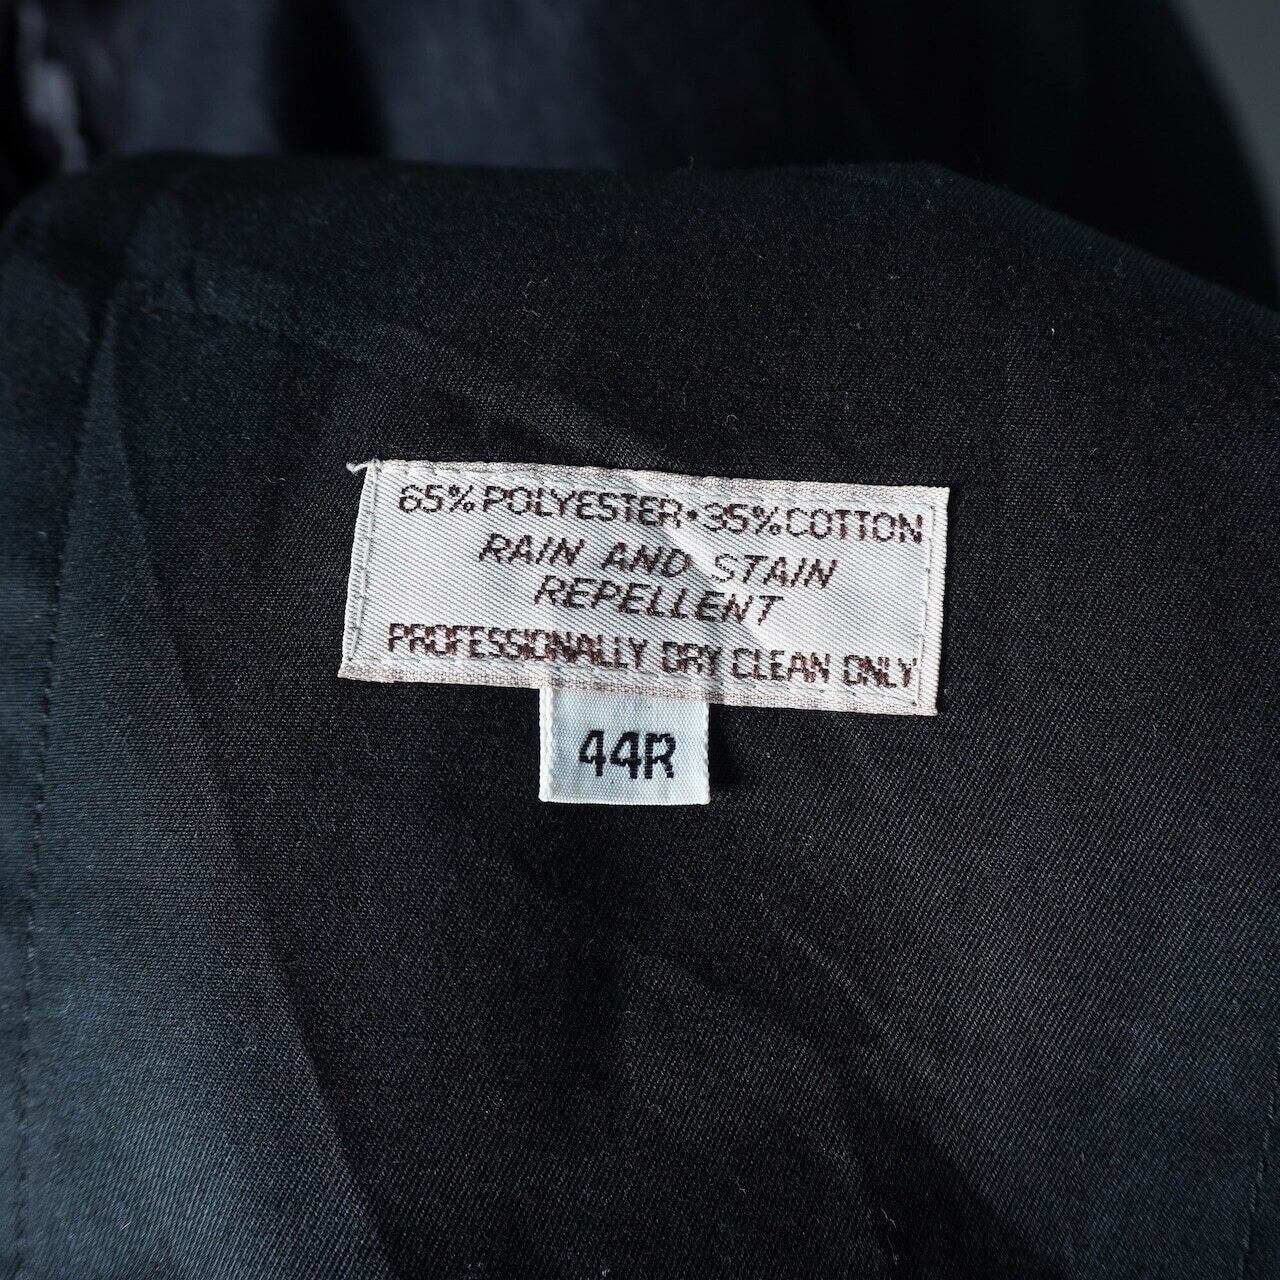 65% POLYESTER • 35% COTTON
RAIN AND STAIN
REPELLENT
PROFESSIONALLY DRY CLEAN ONLY
44R